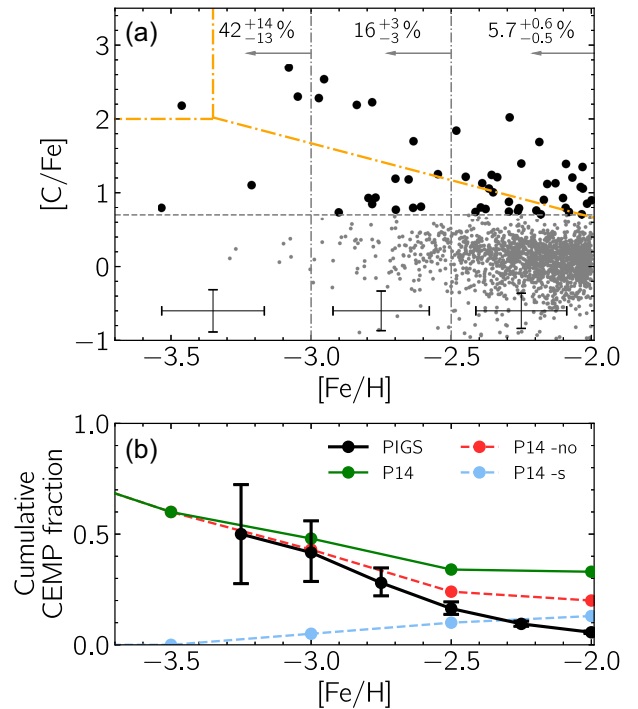 (a)
42 +14 −13 %
16 +3 −3 %
5.7 +0.6 −0.5 %
3
2
1
0
−1
[C/Fe]
−3.5 −3.0 −2.5 −2.0
[Fe/H]
(b)
PIGS
P14 -no
P14
P14 -s
1.0
0.5
0.0
Cumulative
CEMP fraction
−3.5 −3.0 −2.5 −2.0
[Fe/H]